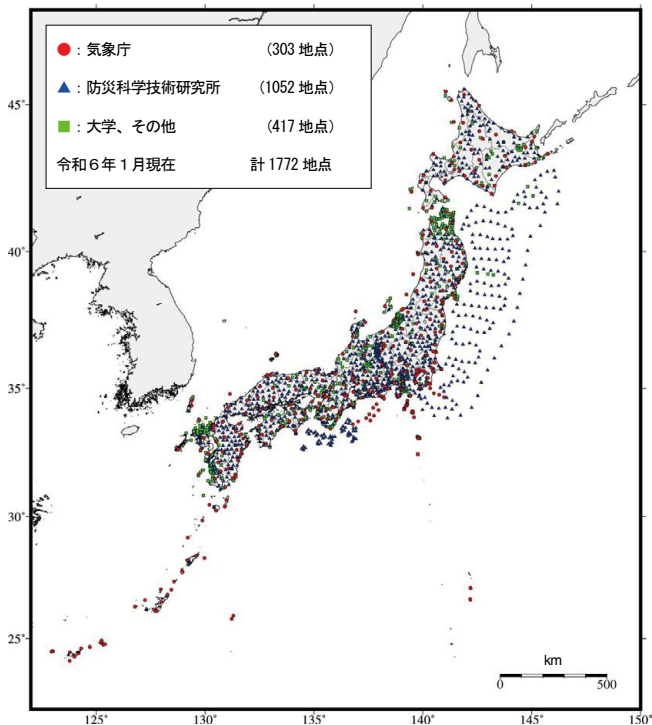 ●：気象庁 （303 地点）
▲：防災科学技術研究所 （1052 地点）
■：大学、その他 （417 地点）
令和６年１月現在 計 1772 地点
45°
40°
35°
30°
25°
km
0 500
125° 130° 135° 140° 145° 150°